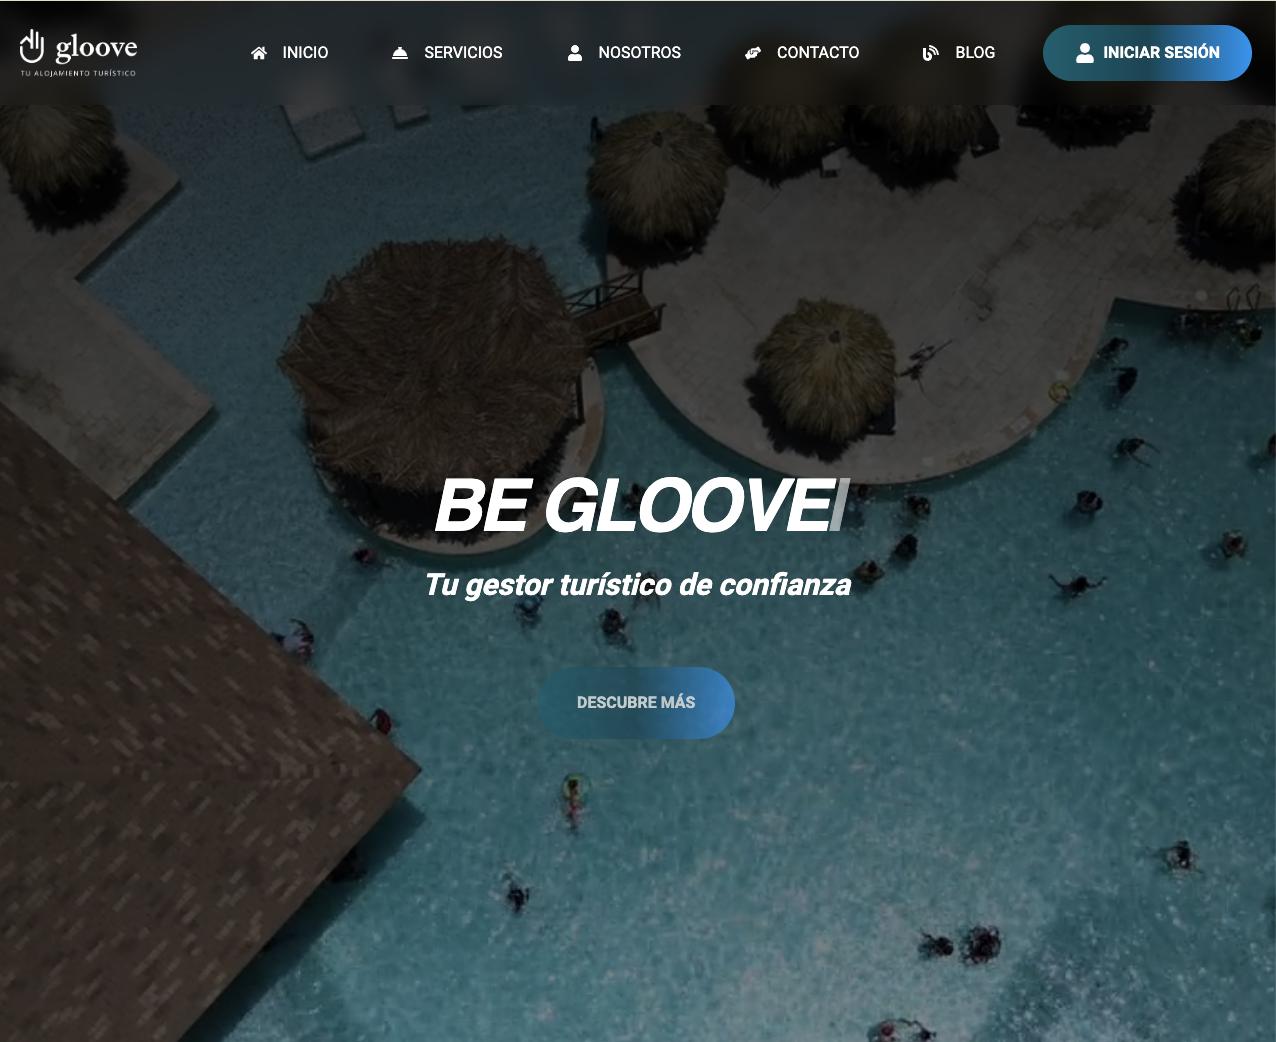 gloove
TU ALOJAMIENTO TURÍSTICO
INICIO
SERVICIOS
NOSOTROS
CONTACTO
BLOG
INICIAR SESIÓN
BE GLOOVE
Tu gestor turístico de confianza
DESCUBRE MÁS